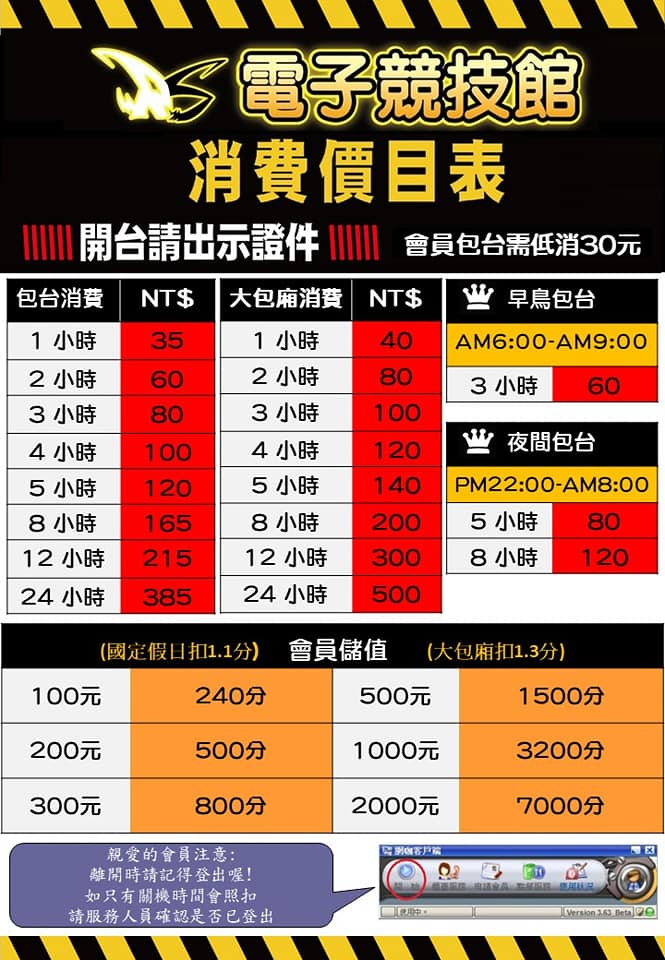 電子競技館
消費價目表
開台請出示證件 會員包台需低消30元
包台消費 NT$
1 小時 35
2 小時 60
3 小時 80
4 小時 100
5 小時 120
8 小時 165
12 小時 215
24 小時 385
大包廂消費 NT$
1 小時 40
2 小時 80
3 小時 100
4 小時 120
5 小時 140
8 小時 200
12 小時 300
24 小時 500
早鳥包台
AM6:00-AM9:00
3 小時 60
夜間包台
PM22:00-AM8:00
5 小時 80
8 小時 120
(國定假日扣1.1分) 會員儲值 (大包廂扣1.3分)
100元 240分 500元 1500分
200元 500分 1000元 3200分
300元 800分 2000元 7000分
親愛的會員注意:
離開時請記得登出喔!
如只有關機時間會照扣
請服務人員確認是否已登出
網咖客戶端
開 始 申請會員 點餐服務 使用狀況
使用中
Version 3.63 Beta